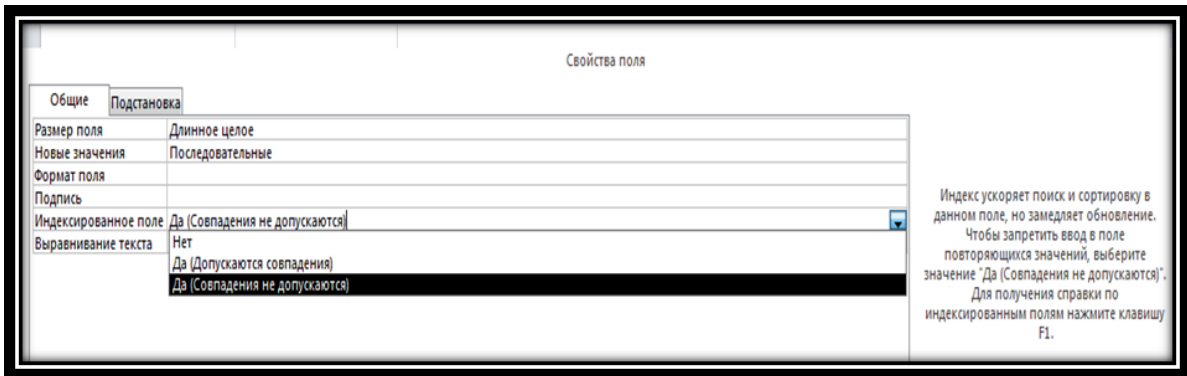 Свойства поля
Общие Подстановка
Размер поля Длинное целое
Новые значения Последовательные
Формат поля
Подпись
Индексированное поле Да (Совпадения не допускаются)
Выравнивание текста
Нет
Да (Допускаются совпадения)
Да (Совпадения не допускаются)
Индекс ускоряет поиск и сортировку в
данном поле, но замедляет обновление.
Чтобы запретить ввод в поле
повторяющихся значений, выберите
значение "Да (Совпадения не допускаются)".
Для получения справки по
индексированным полям нажмите клавишу
F1.